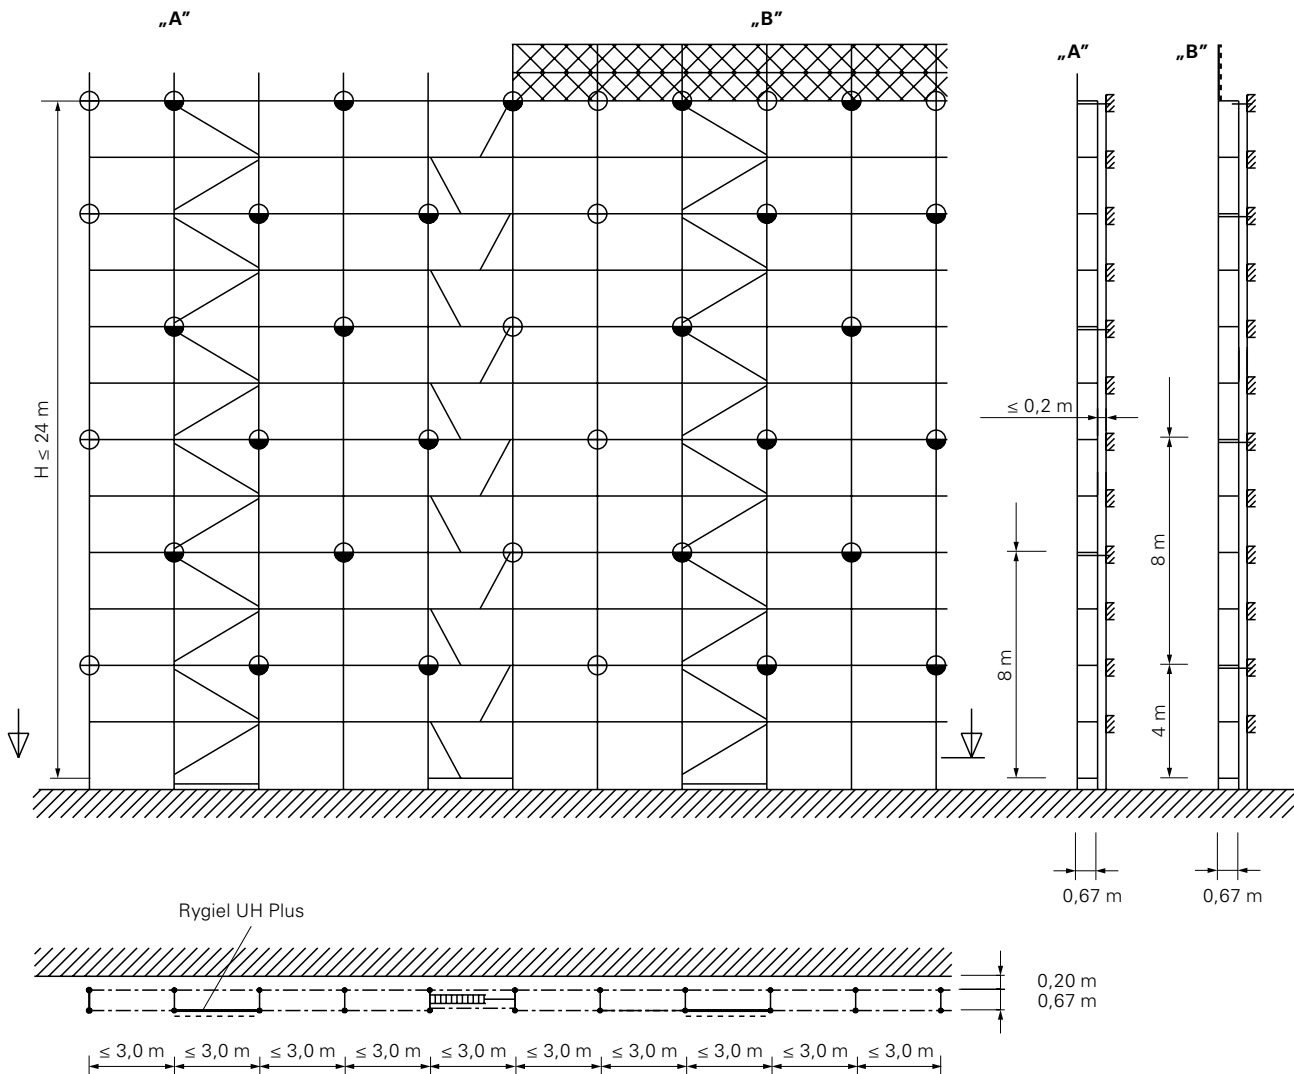 „A”
„B”
„A”
„B”
H ≤ 24 m
≤ 0,2 m
8 m
8 m
4 m
0,67 m
0,67 m
Rygiel UH Plus
0,20 m
0,67 m
≤ 3,0 m
≤ 3,0 m
≤ 3,0 m
≤ 3,0 m
≤ 3,0 m
≤ 3,0 m
≤ 3,0 m
≤ 3,0 m
≤ 3,0 m
≤ 3,0 m